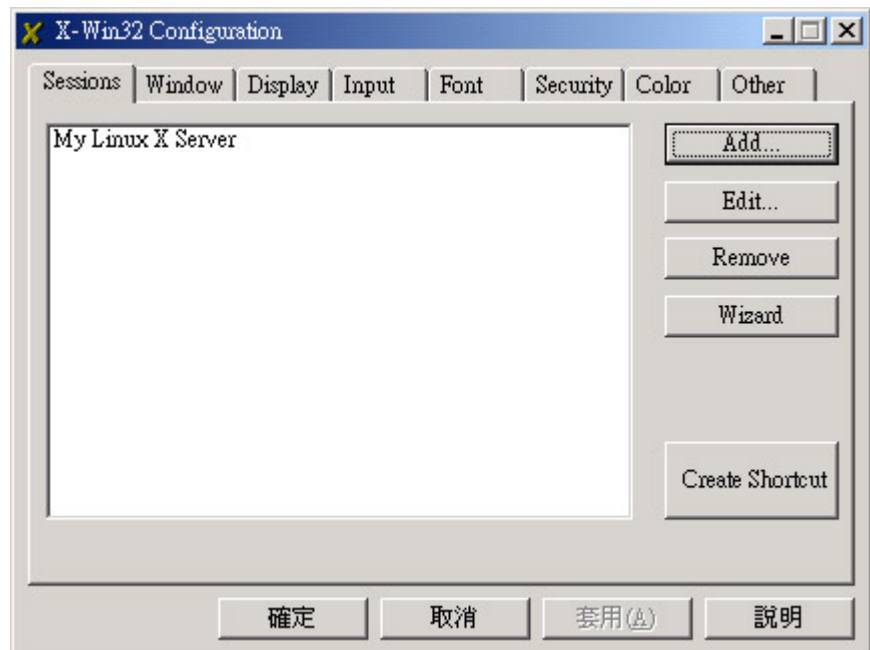 X-Win32 Configuration
Sessions Window Display Input Font Security Color Other
My Linux X Server
Add...
Edit...
Remove
Wizard
Create Shortcut
確定 取消 套用(A) 說明